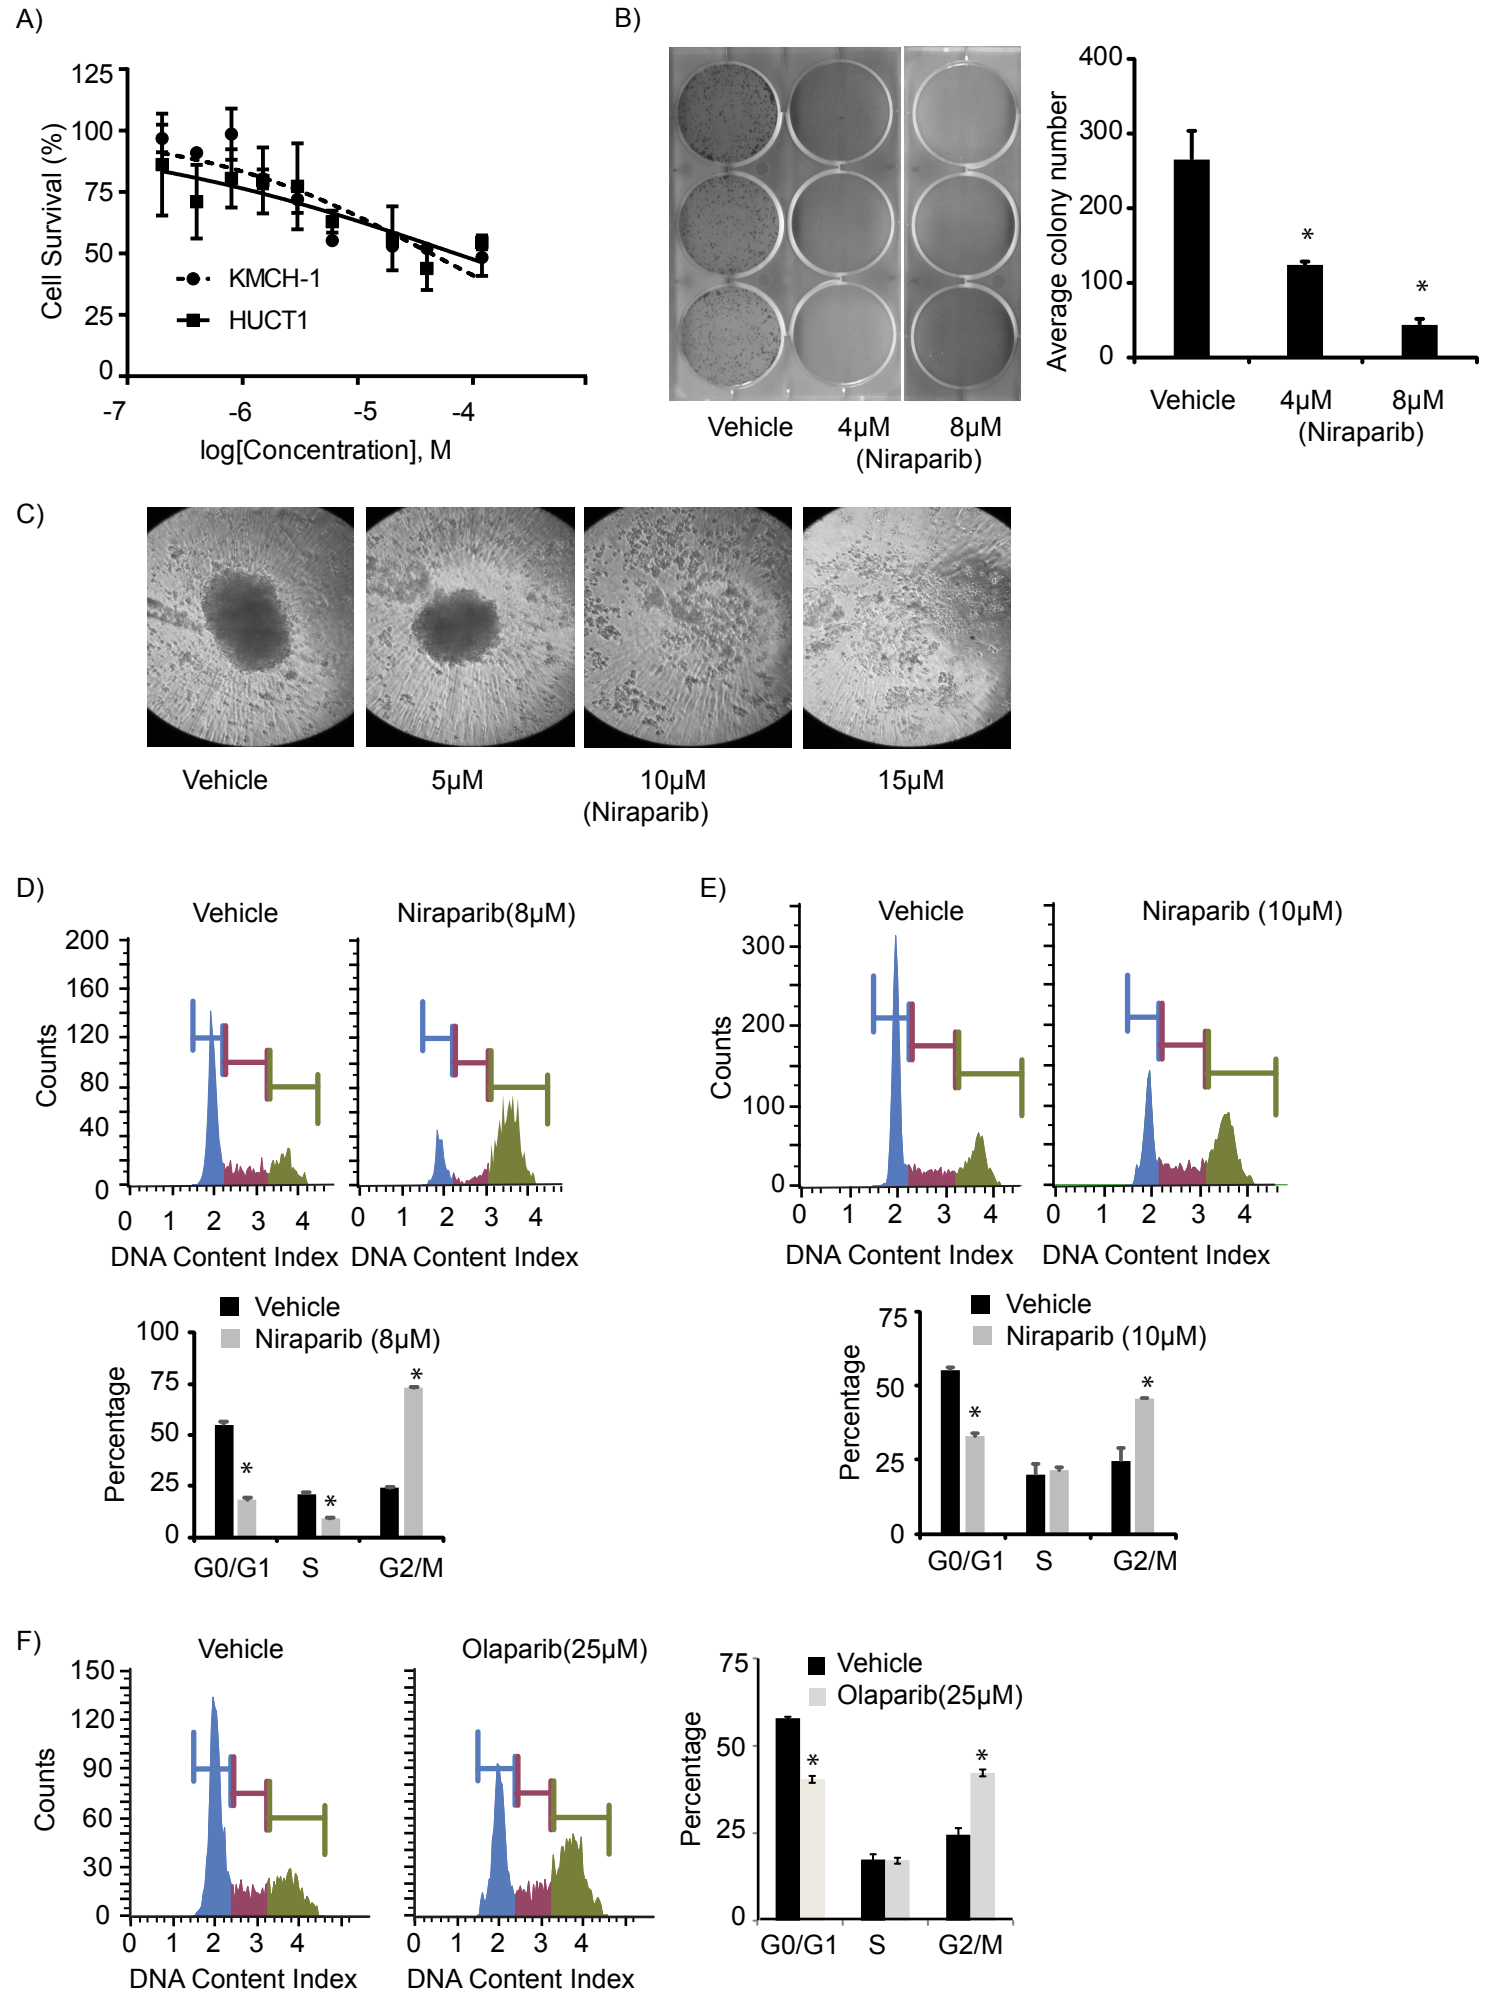 A)
125
100
75
50
25
0
Cell Survival (%)
KMCH-1
HUCT1
-7
-6
-5
-4
log[Concentration], M
B)
Vehicle
4µM
8µM
(Niraparib)
400
300
200
100
0
Average colony number
*
*
Vehicle
4µM
8µM
(Niraparib)
C)
Vehicle
5µM
10µM
15µM
(Niraparib)
D)
Vehicle
Niraparib(8µM)
200
160
120
80
40
0
Counts
0 1 2 3 4
0 1 2 3 4
DNA Content Index
DNA Content Index
Vehicle
Niraparib (8µM)
100
75
50
25
0
Percentage
*
*
*
G0/G1
S
G2/M
E)
Vehicle
Niraparib (10µM)
300
200
100
0
Counts
0 1 2 3 4
0 1 2 3 4
DNA Content Index
DNA Content Index
Vehicle
Niraparib (10µM)
75
50
25
0
Percentage
*
*
G0/G1
S
G2/M
F)
Vehicle
Olaparib(25µM)
150
120
90
60
30
0
Counts
0 1 2 3 4
0 1 2 3 4
DNA Content Index
DNA Content Index
Vehicle
Olaparib(25µM)
75
50
25
0
Percentage
*
*
G0/G1
S
G2/M